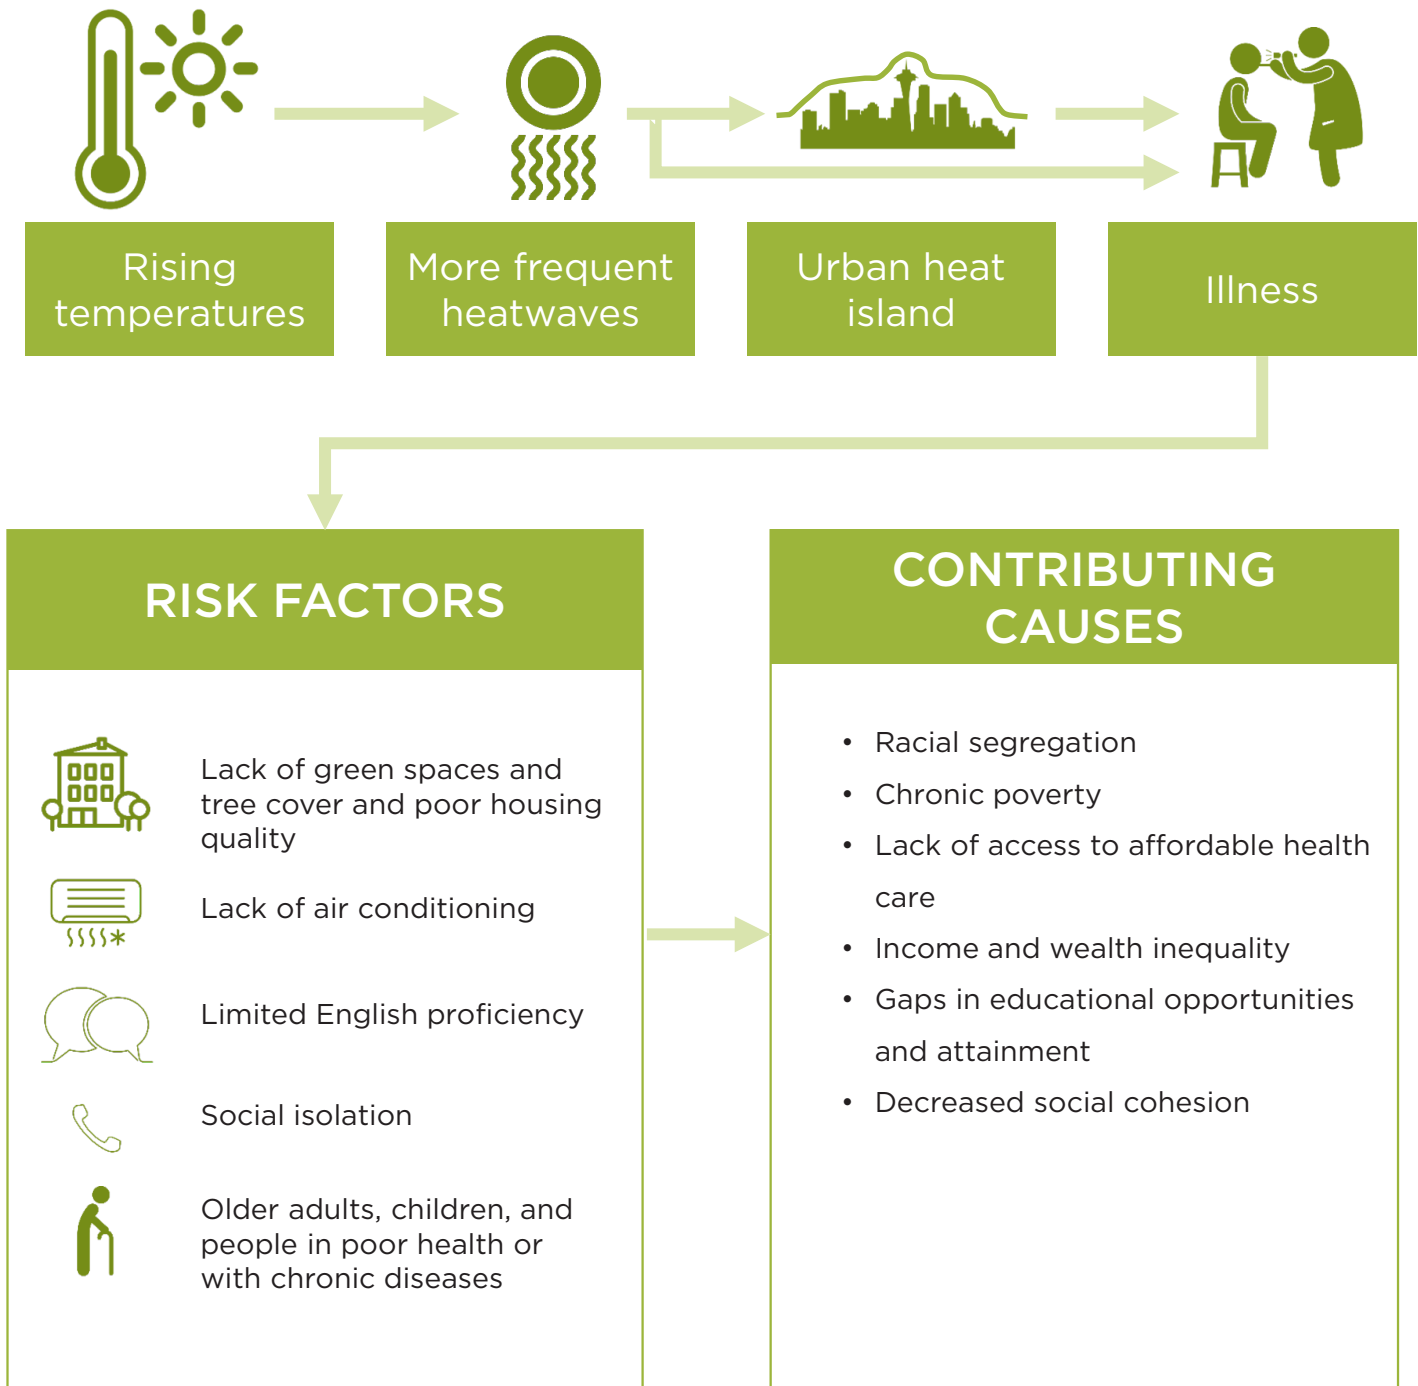 Rising
temperatures
More frequent
heatwaves
Urban heat
island
Illness
RISK FACTORS
Lack of green spaces and
tree cover and poor housing
quality
Lack of air conditioning
Limited English proficiency
Social isolation
Older adults, children, and
people in poor health or
with chronic diseases
CONTRIBUTING
CAUSES
• Racial segregation
• Chronic poverty
• Lack of access to affordable health
care
• Income and wealth inequality
• Gaps in educational opportunities
and attainment
• Decreased social cohesion